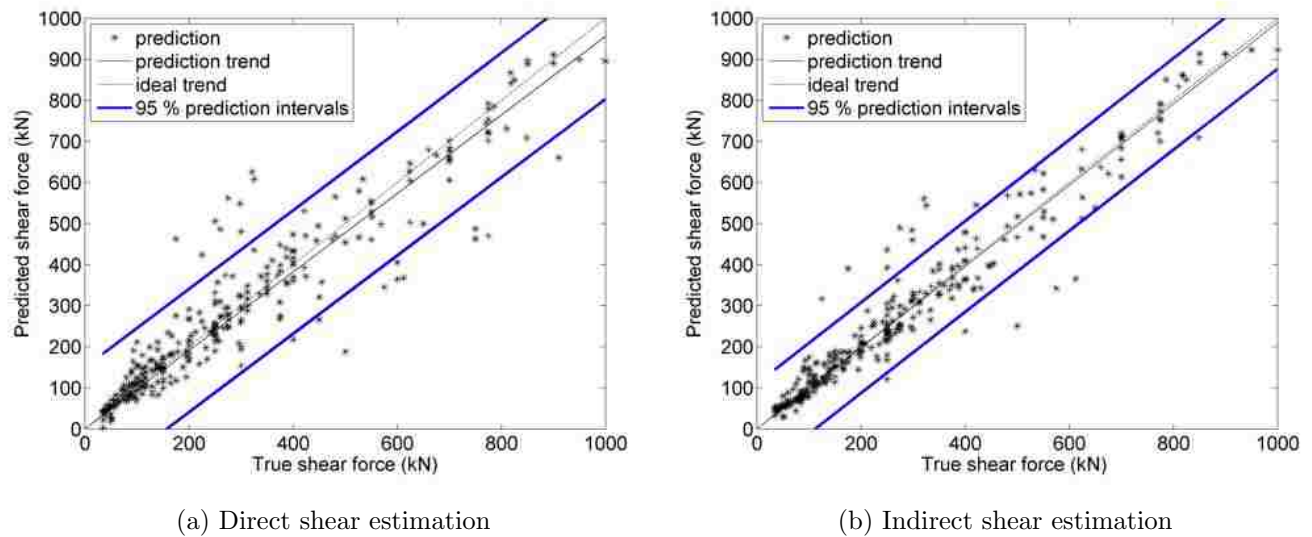 1000
900
800
700
600
500
400
300
200
100
0
Predicted shear force (kN)
prediction
prediction trend
ideal trend
95 % prediction intervals
0 200 400 600 800 1000
True shear force (kN)
(a) Direct shear estimation
1000
900
800
700
600
500
400
300
200
100
0
Predicted shear force (kN)
prediction
prediction trend
ideal trend
95 % prediction intervals
0 200 400 600 800 1000
True shear force (kN)
(b) Indirect shear estimation